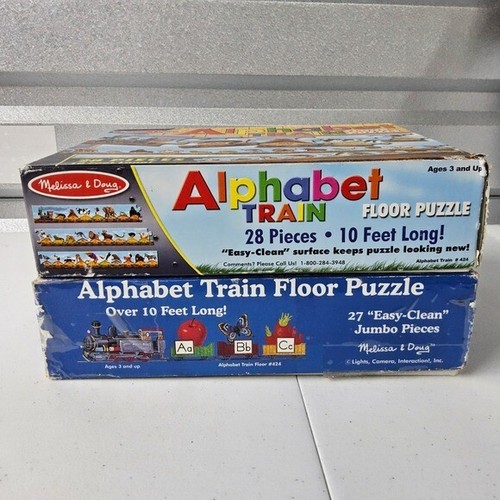 Alphabet
Melissa & Doug
Ages 3 and Up
Alphabet
TRAIN
FLOOR PUZZLE
28 Pieces • 10 Feet Long!
"Easy-Clean" surface keeps puzzle looking new!
Comments? Please Call Us! 1-800-284-3948
Alphabet Train # 424
Alphabet Train Floor Puzzle
Over 10 Feet Long!
27 "Easy-Clean"
Jumbo Pieces
Aa
Bb
Cc
Melissa & Doug™
Ages 3 and up
Alphabet Train Floor #424
© Lights, Camera, Interaction!, Inc.